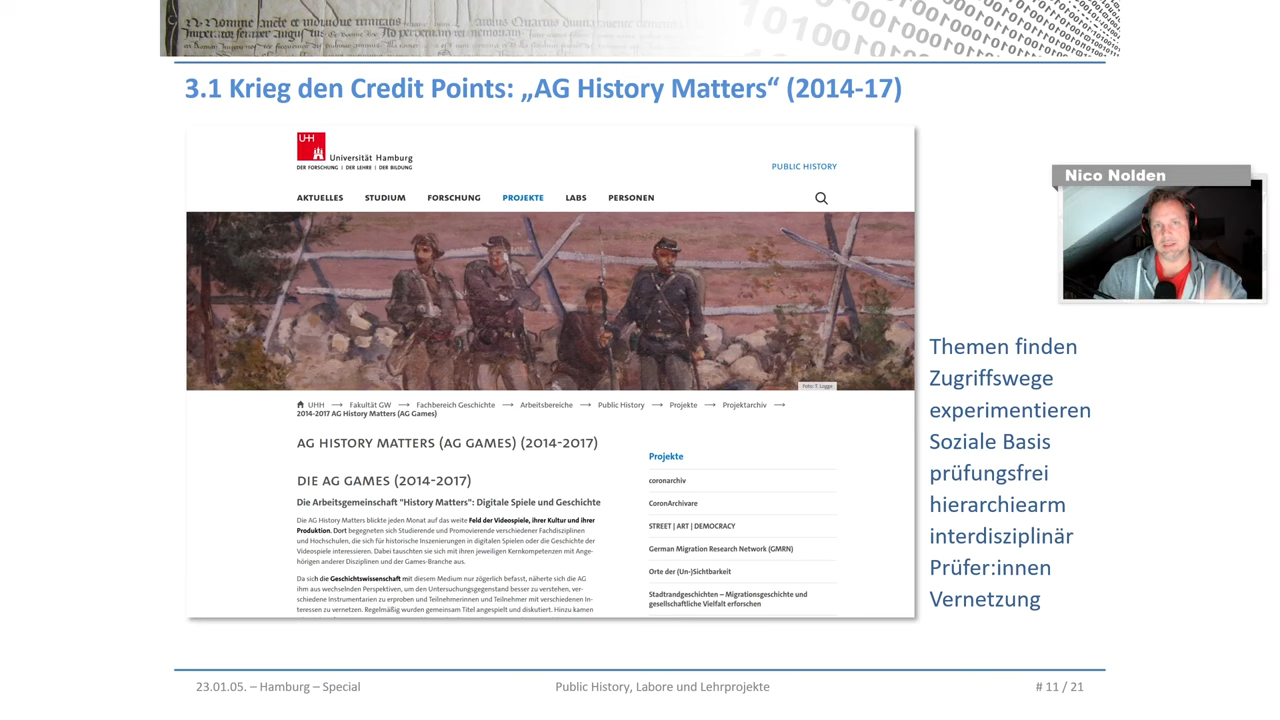 3.1 Krieg den Credit Points: „AG History Matters“ (2014-17)
UHH
Universität Hamburg
DER FORSCHUNG | DER LEHRE | DER BILDUNG
PUBLIC HISTORY
AKTUELLES STUDIUM FORSCHUNG PROJEKTE LABS PERSONEN
Nico Nolden
Foto: T. Logge
UHH → Fakultät GW → Fachbereich Geschichte → Arbeitsbereiche → Public History → Projekte → Projektarchiv →
2014-2017 AG History Matters (AG Games)
AG HISTORY MATTERS (AG GAMES) (2014-2017)
DIE AG GAMES (2014-2017)
Die Arbeitsgemeinschaft "History Matters": Digitale Spiele und Geschichte
Die AG History Matters blickte jeden Monat auf das weite Feld der Videospiele, ihrer Kultur und ihrer
Produktion. Dort begegneten sich Studierende und Promovierende verschiedener Fachdisziplinen
und Hochschulen, die sich für historische Inszenierungen in digitalen Spielen oder die Geschichte der
Videospiele interessieren. Dabei tauschten sie sich mit ihren jeweiligen Kernkompetenzen mit Ange-
hörigen anderer Disziplinen und der Games-Branche aus.
Da sich die Geschichtswissenschaft mit diesem Medium nur zögerlich befasst, näherte sich die AG
ihm aus wechselnden Perspektiven, um den Untersuchungsgegenstand besser zu verstehen, ver-
schiedene Instrumentarien zu erproben und Teilnehmerinnen und Teilnehmer mit verschiedenen In-
teressen zu vernetzen. Regelmäßig wurden gemeinsam Titel angespielt und diskutiert. Hinzu kamen
Projekte
coronarchiv
CoronArchivare
STREET | ART | DEMOCRACY
German Migration Research Network (GMRN)
Orte der (Un-)Sichtbarkeit
Stadtrandgeschichten – Migrationsgeschichte und
gesellschaftliche Vielfalt erforschen
Themen finden
Zugriffswege
experimentieren
Soziale Basis
prüfungsfrei
hierarchiearm
interdisziplinär
Prüfer:innen
Vernetzung
23.01.05. – Hamburg – Special
Public History, Labore und Lehrprojekte
# 11 / 21